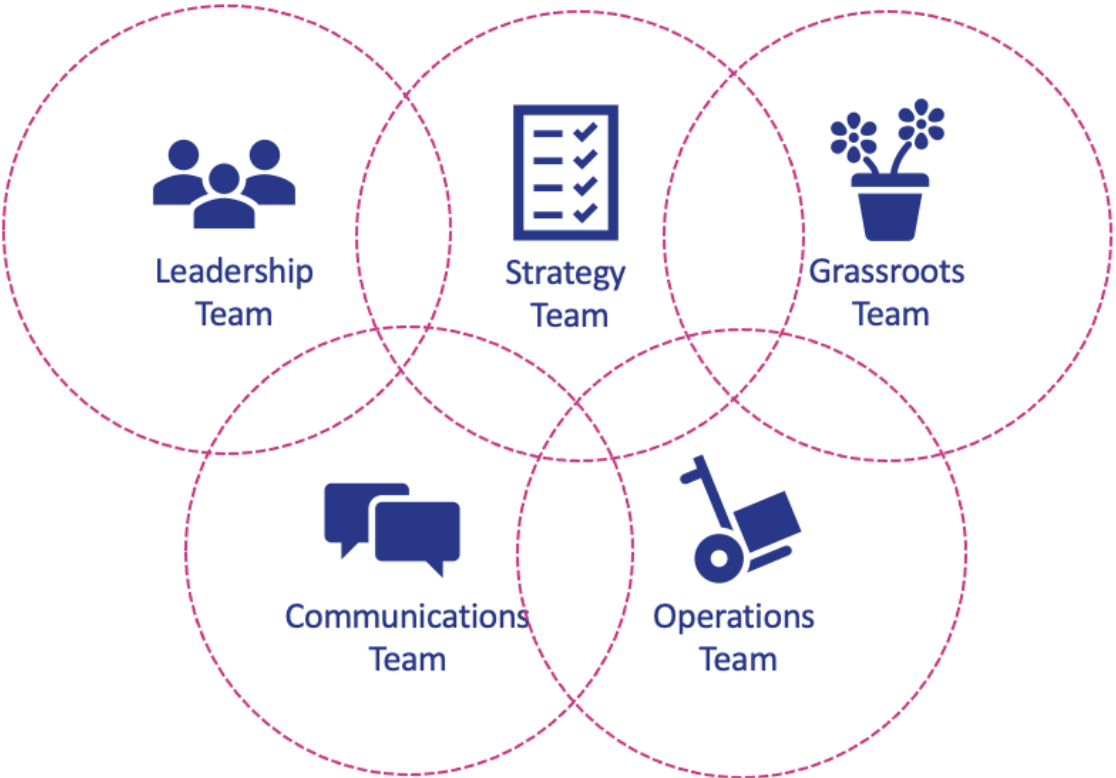 Leadership
Team
Strategy
Team
Grassroots
Team
Communications
Team
Operations
Team